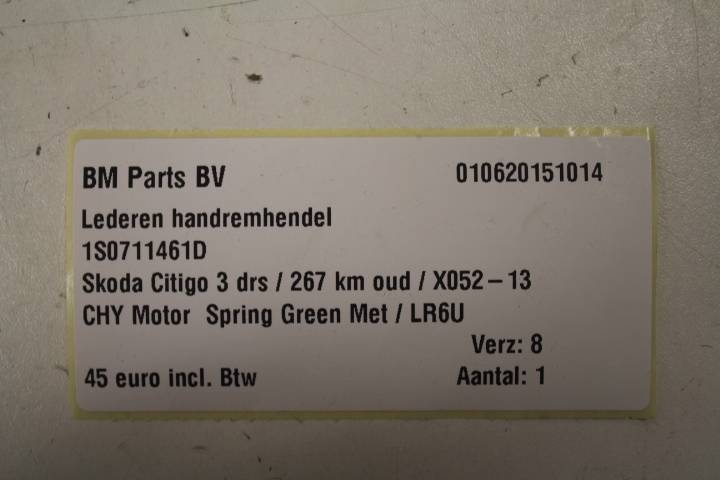 BM Parts BV 010620151014
Lederen handremhendel
1S0711461D
Skoda Citigo 3 drs / 267 km oud / X052 – 13
CHY Motor Spring Green Met / LR6U
Verz: 8
45 euro incl. Btw Aantal: 1